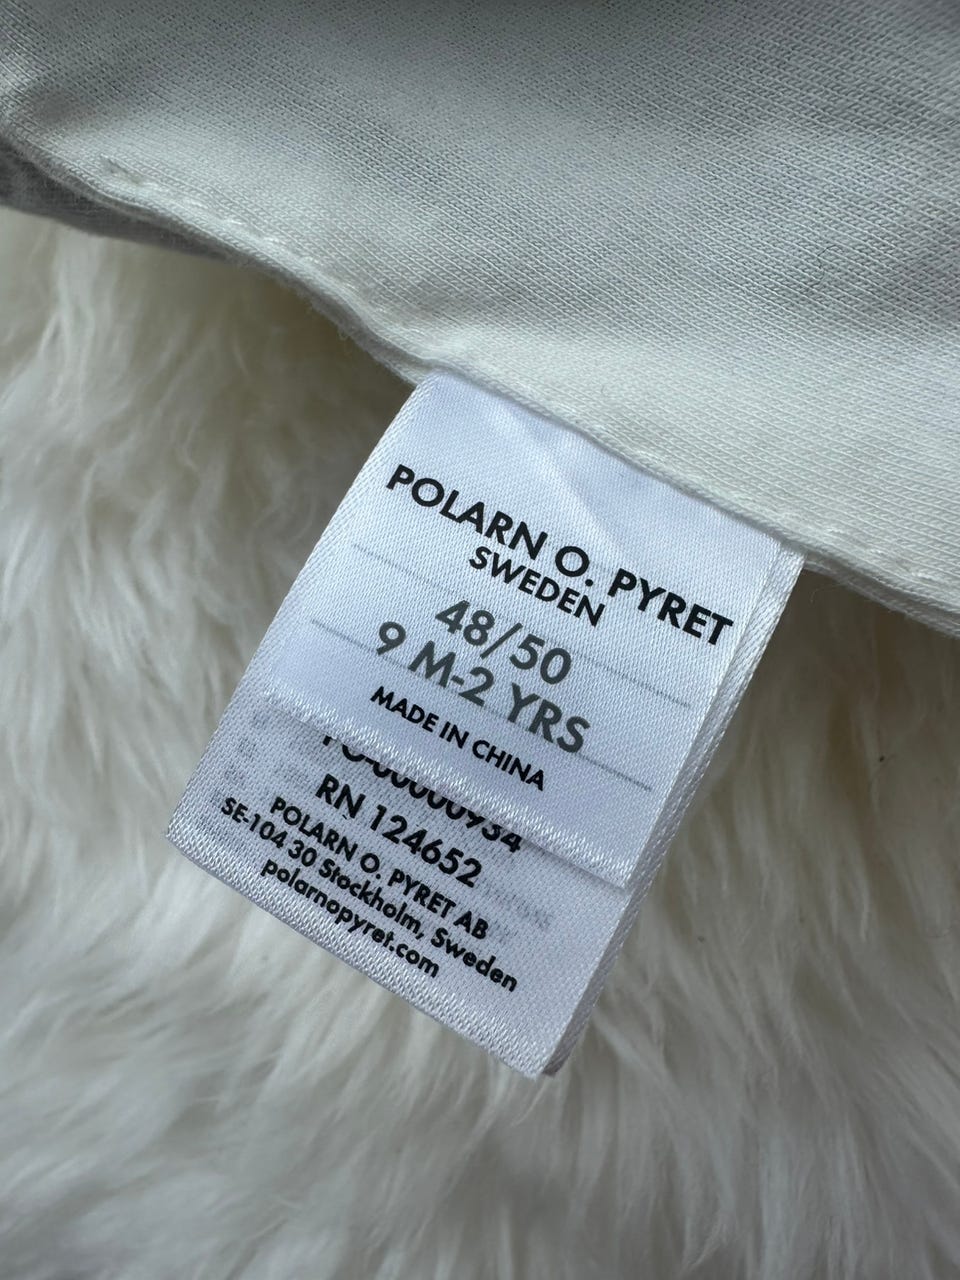 POLARN O. PYRET
SWEDEN
48/50
9 M-2 YRS
MADE IN CHINA
RN 124652
POLARN O. PYRET AB
SE-104 30 Stockholm, Sweden
polarnopyret.com